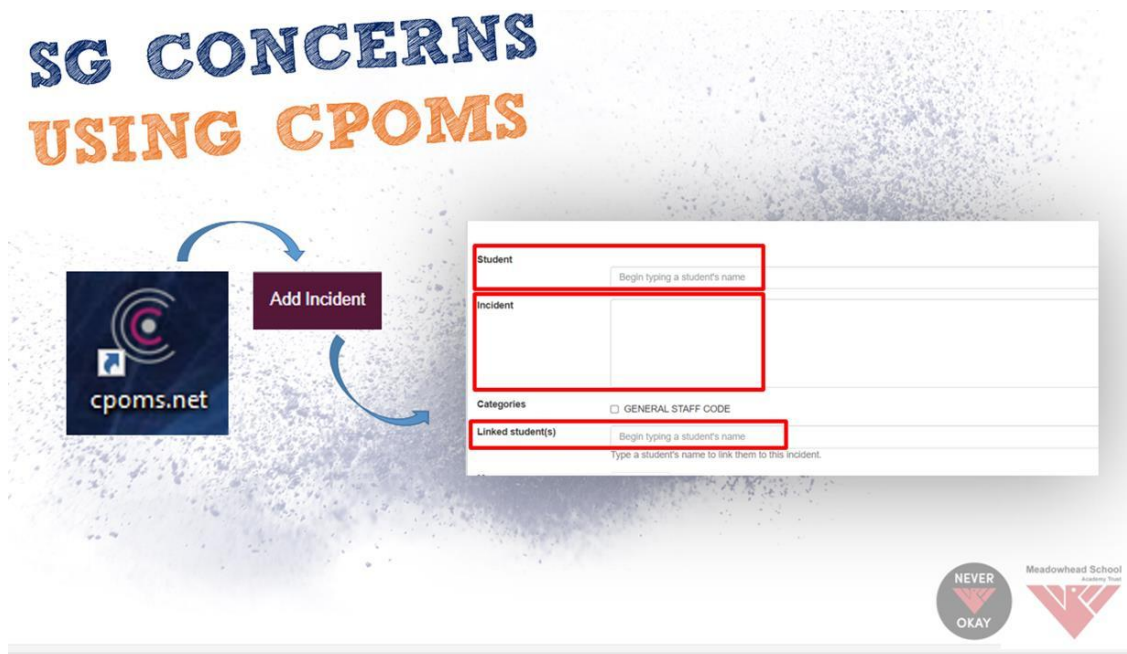 SG CONCERNS
USING CPOMS
cpoms.net
Add Incident
Student
Begin typing a student's name
Incident
Categories
GENERAL STAFF CODE
Linked student(s)
Begin typing a student's name
Type a student's name to link them to this incident.
NEVER
OKAY
Meadowhead School
Academy Trust